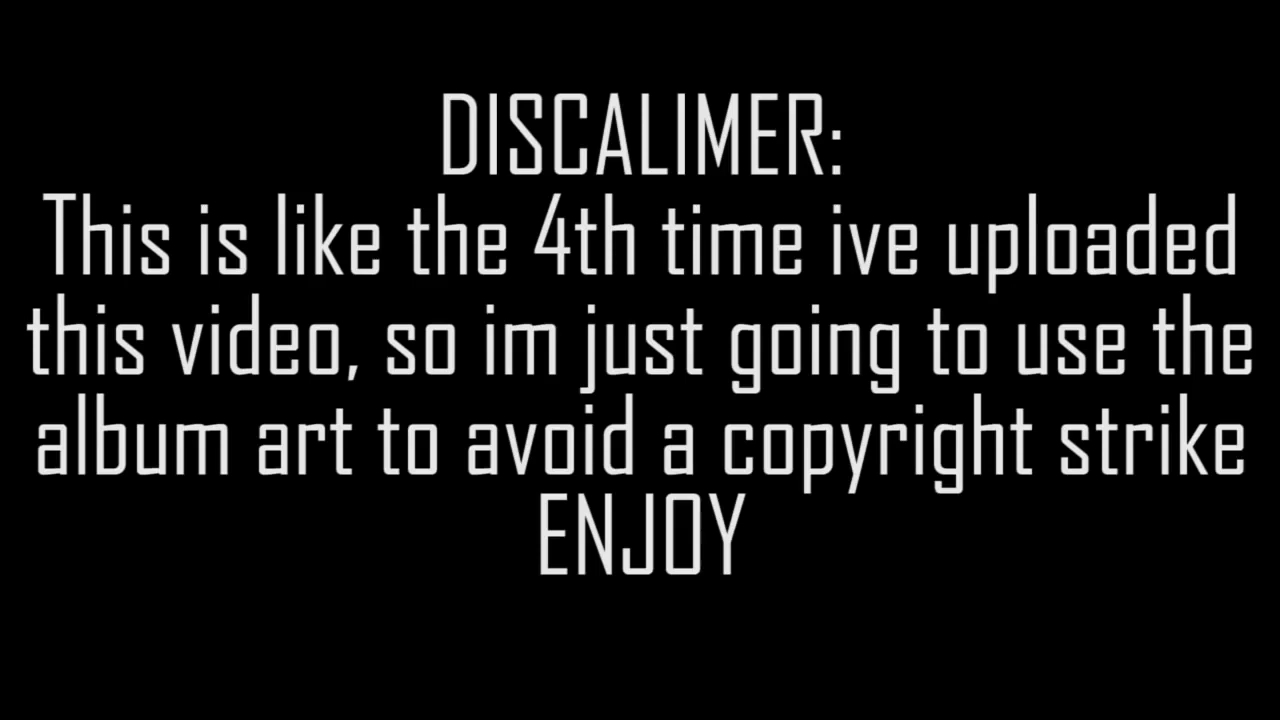 DISCALIMER:
This is like the 4th time ive uploaded
this video, so im just going to use the
album art to avoid a copyright strike
ENJOY